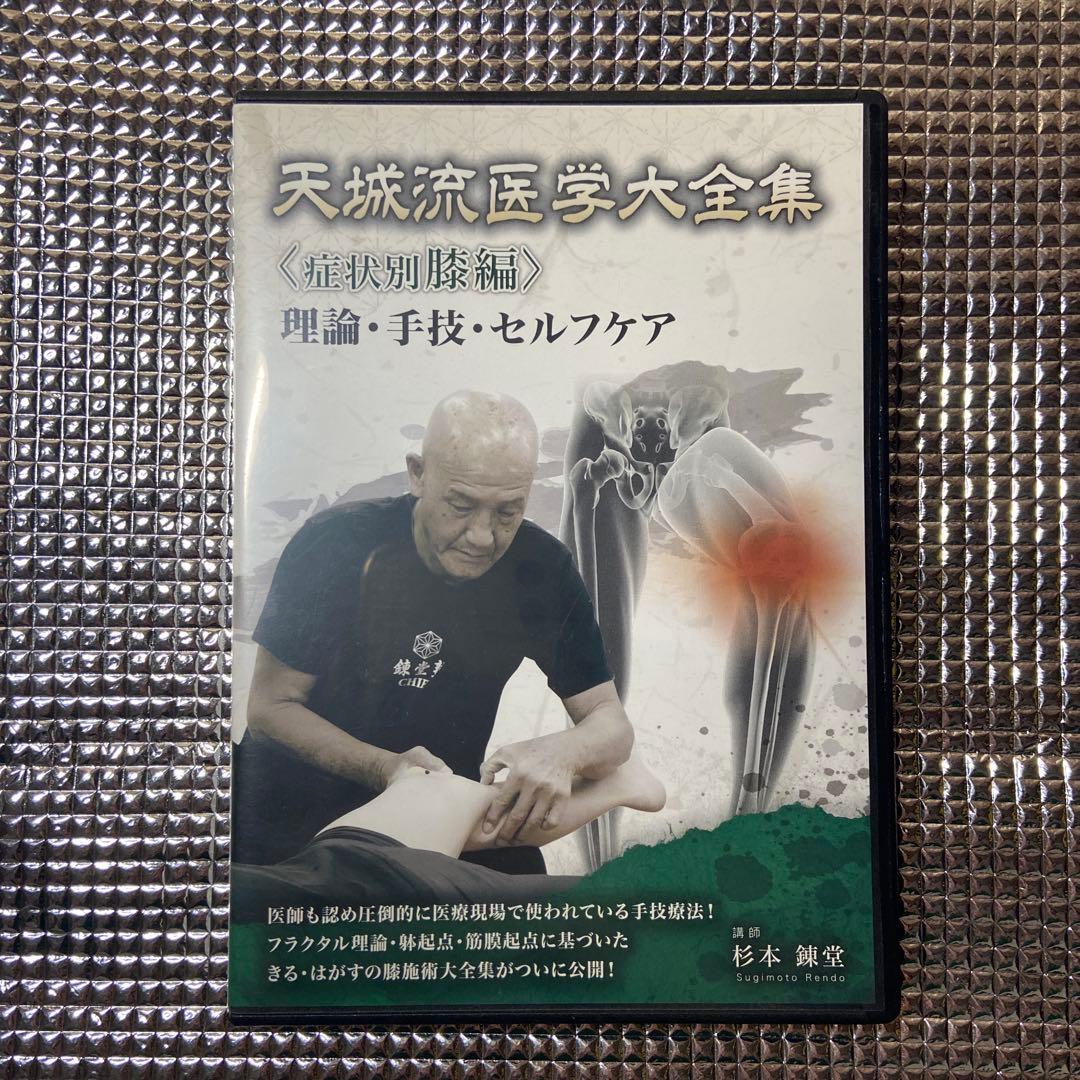 天城流医学大全集
〈症状別膝編〉
理論・手技・セルフケア
錬堂
CHIE
医師も認め圧倒的に医療現場で使われている手技療法!
フラクタル理論・躰起点・筋膜起点に基づいた
きる・はがすの膝施術大全集がついに公開!
講師
杉本 錬堂
Sugimoto Rendo